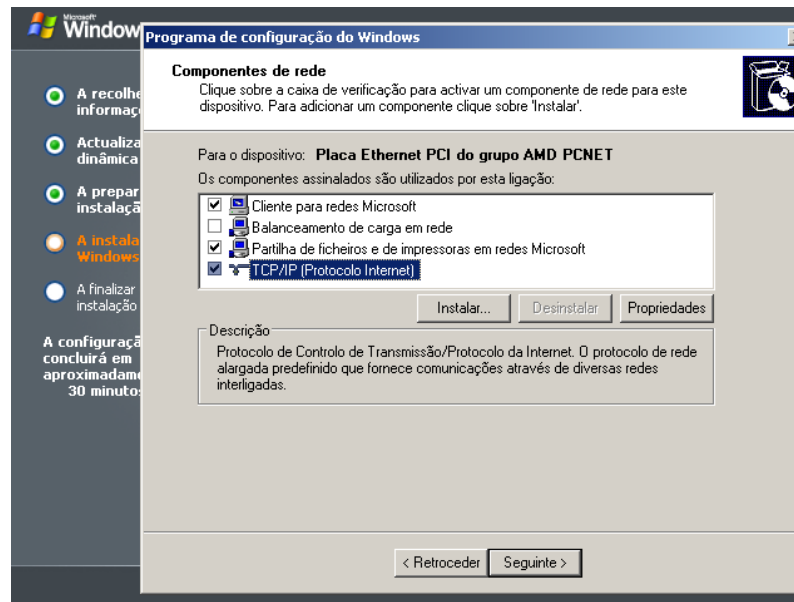 Microsoft
Window
Programa de configuração do Windows
Componentes de rede
Clique sobre a caixa de verificação para activar um componente de rede para este
dispositivo. Para adicionar um componente clique sobre 'Instalar'.
A recolhe
informaç
Actualiza
dinâmica
A prepar
instalaçã
A instala
Windows
A finalizar
instalação
A configuraçã
concluirá em
aproximadame
30 minutos
Para o dispositivo: Placa Ethernet PCI do grupo AMD PCNET
Os componentes assinalados são utilizados por esta ligação:
Cliente para redes Microsoft
Balanceamento de carga em rede
Partilha de ficheiros e de impressoras em redes Microsoft
TCP/IP (Protocolo Internet)
Instalar... Desinstalar Propriedades
Descrição
Protocolo de Controlo de Transmissão/Protocolo da Internet. O protocolo de rede
alargada predefinido que fornece comunicações através de diversas redes
interligadas.
< Retroceder Seguinte >